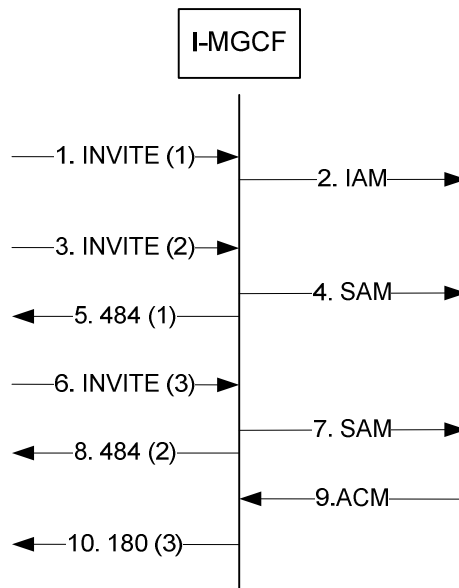 I-MGCF
1. INVITE (1)
2. IAM
3. INVITE (2)
4. SAM
5. 484 (1)
6. INVITE (3)
7. SAM
8. 484 (2)
9.ACM
10. 180 (3)